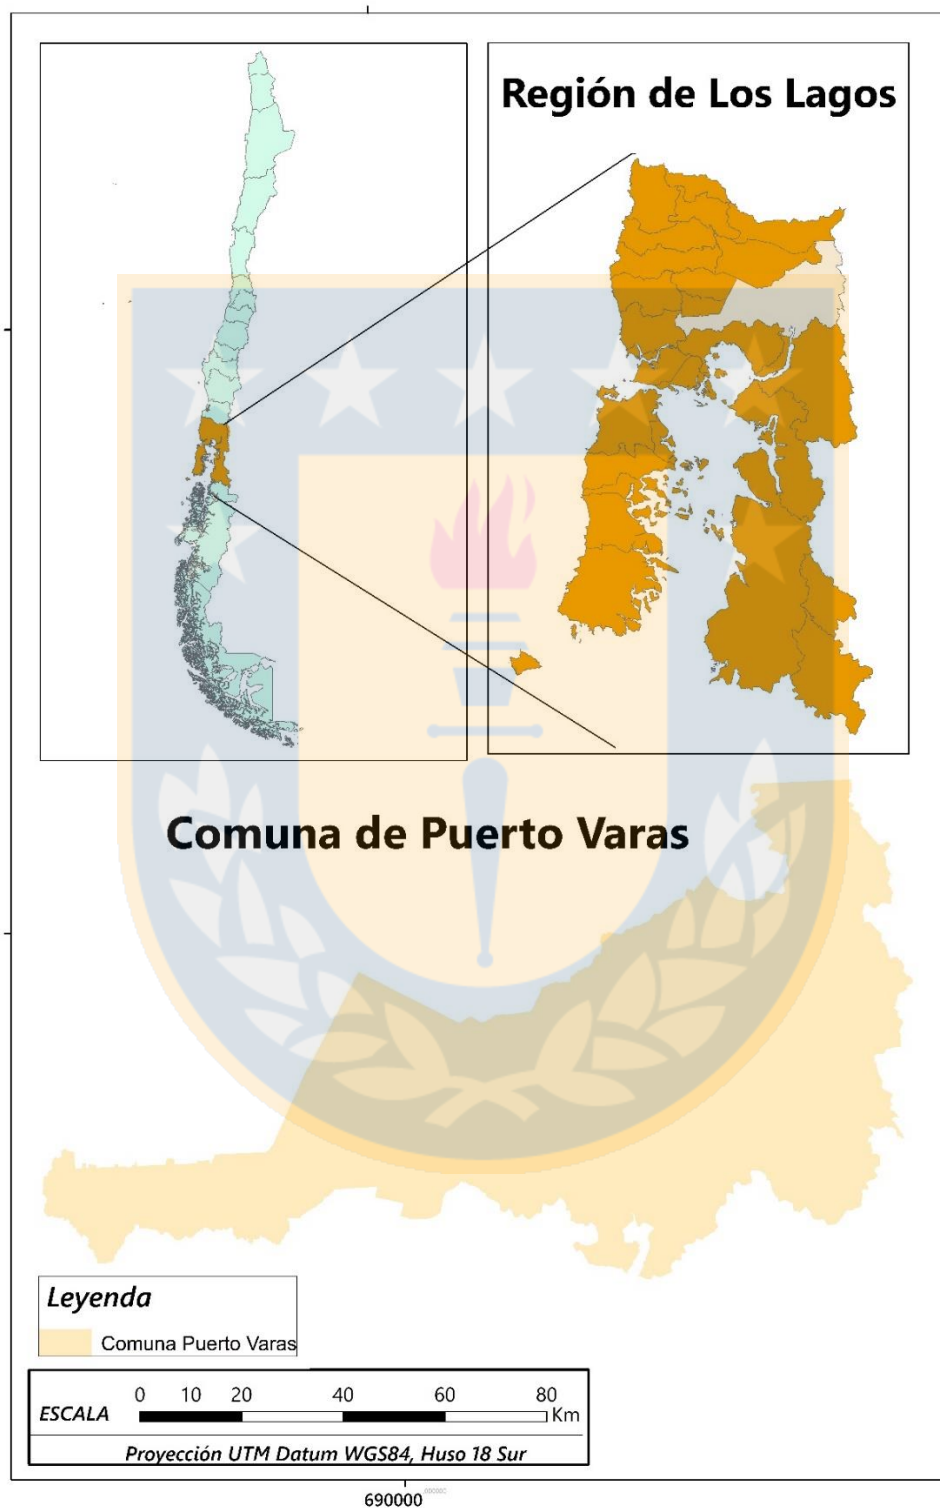 Región de Los Lagos
Comuna de Puerto Varas
Leyenda
Comuna Puerto Varas
0 10 20 40 60 80
ESCALA Km
Proyección UTM Datum WGS84, Huso 18 Sur
690000